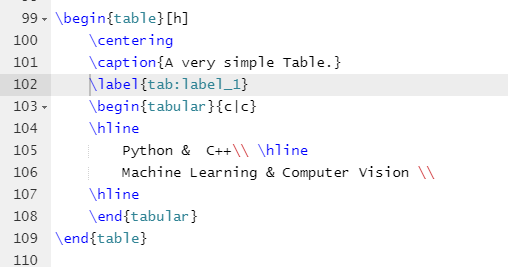 99 \begin{table}[h]
100 \centering
101 \caption{A very simple Table.}
102 \label{tab:label_1}
103 \begin{tabular}{c|c}
104 \hline
105 Python &  C++\\ \hline
106 Machine Learning & Computer Vision \\
107 \hline
108 \end{tabular}
109 \end{table}
110